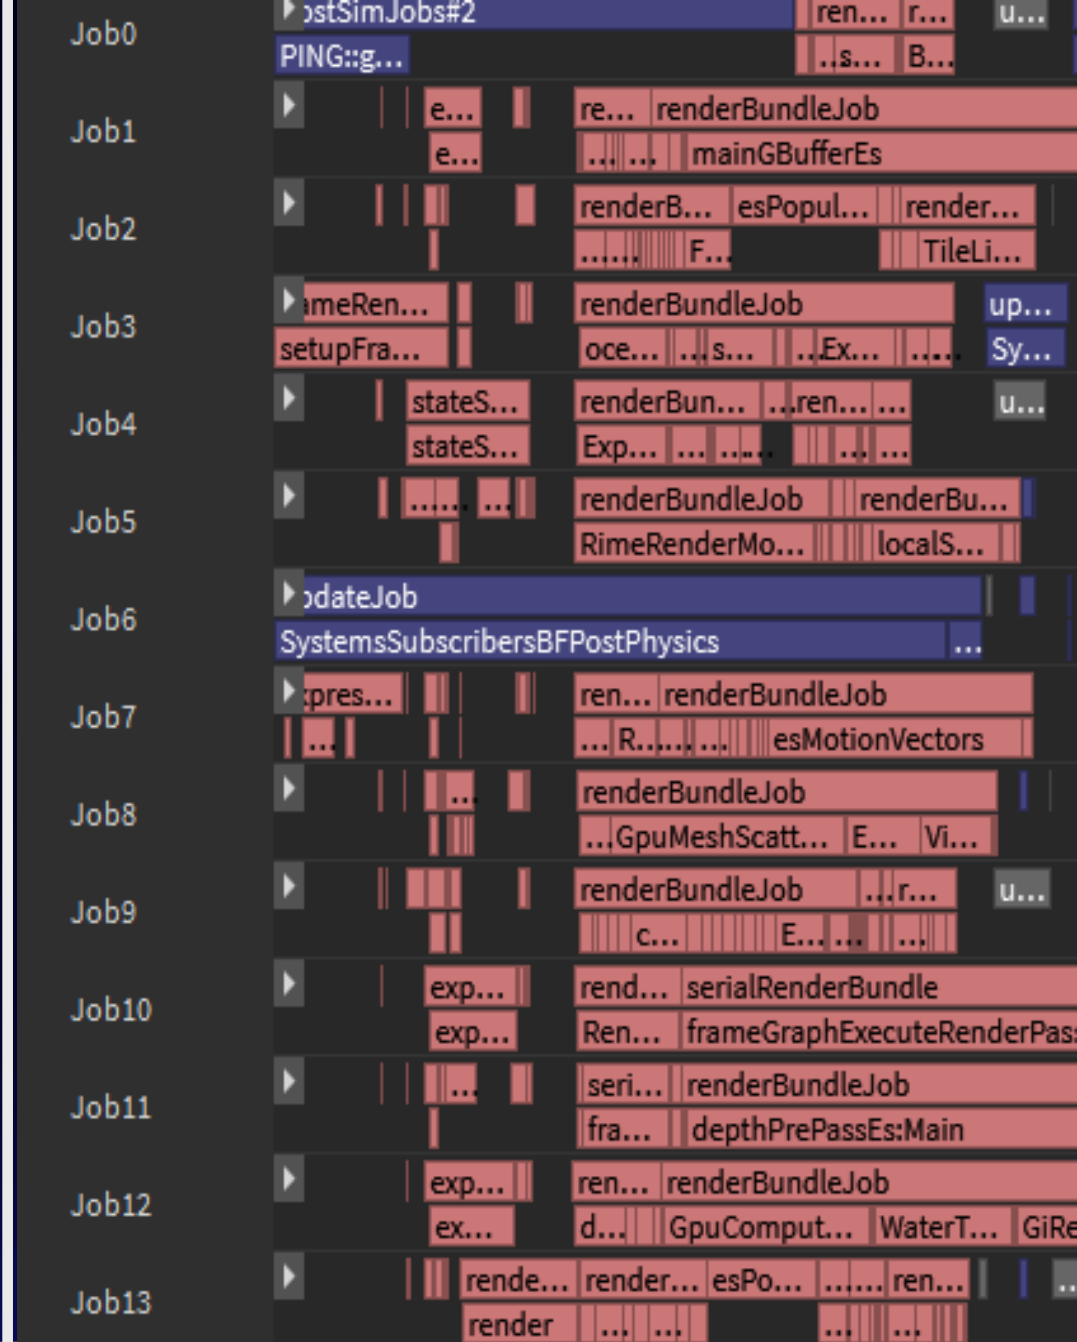 ostSimJobs#2 ren... r... u...
Job0
PING::g... ..s... B...
e... re... renderBundleJob
Job1
e... ...... mainGBufferEs
renderB... esPopul... render...
Job2
...... F... TileLi...
ameRen... renderBundleJob up...
Job3
setupFra... oce... ...s... ...Ex... ..... Sy...
stateS... renderBun... ...ren... ... u...
Job4
stateS... Exp... ... ..... ... ...
...... ... renderBundleJob renderBu...
Job5
RimeRenderMo... localS...
pdateJob
Job6
SystemsSubscribersBFPostPhysics ...
xpres... ren... renderBundleJob
Job7
... ...R...... ... esMotionVectors
... renderBundleJob
Job8
...GpuMeshScatt... E... Vi...
renderBundleJob ...r... u...
Job9
c... E... ... ...
exp... rend... serialRenderBundle
Job10
exp... Ren... frameGraphExecuteRenderPass
... seri... renderBundleJob
Job11
fra... depthPrePassEs:Main
exp... ren... renderBundleJob
Job12
ex... d... GpuComput... WaterT... GiRe
rende... render... esPo... ...... ren... ..
Job13
render ... ... ... ...